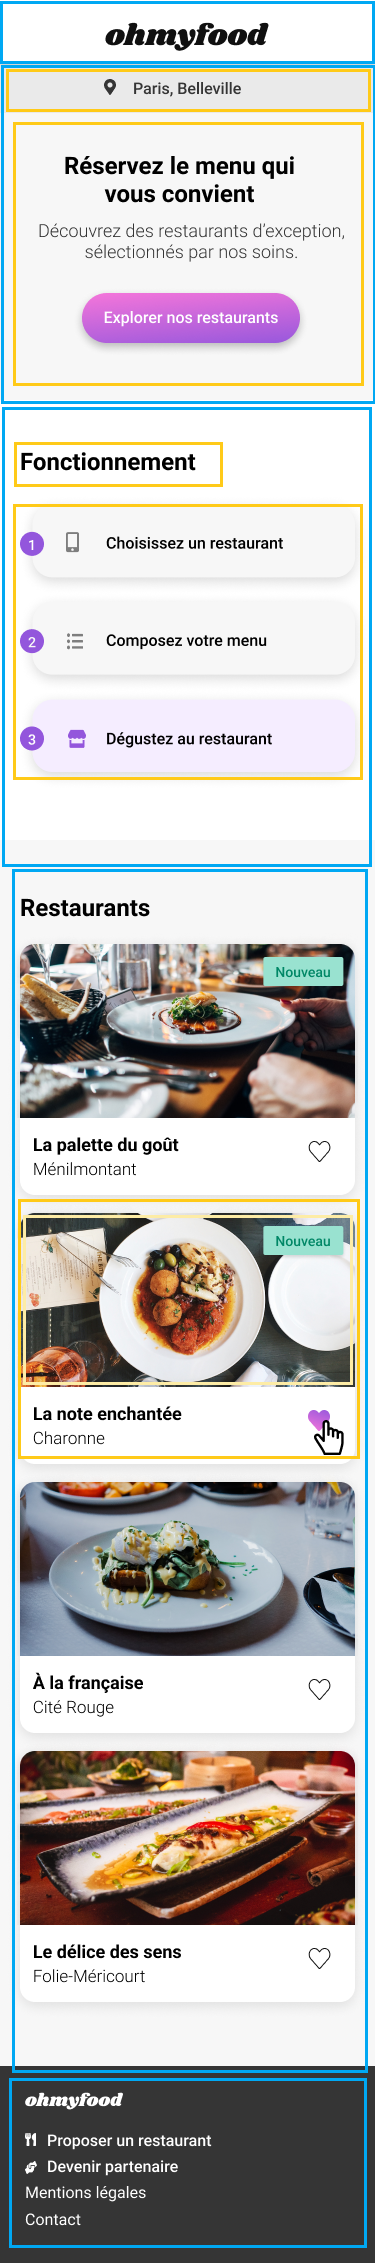 ohmyfood
Paris, Belleville
Réservez le menu qui
vous convient
Découvrez des restaurants d'exception,
sélectionnés par nos soins.
Explorer nos restaurants
Fonctionnement
1 Choisissez un restaurant
2 Composez votre menu
3 Dégustez au restaurant
Restaurants
Nouveau
La palette du goût
Ménilmontant
Nouveau
La note enchantée
Charonne
À la française
Cité Rouge
Le délice des sens
Folie-Méricourt
ohmyfood
Proposer un restaurant
Devenir partenaire
Mentions légales
Contact